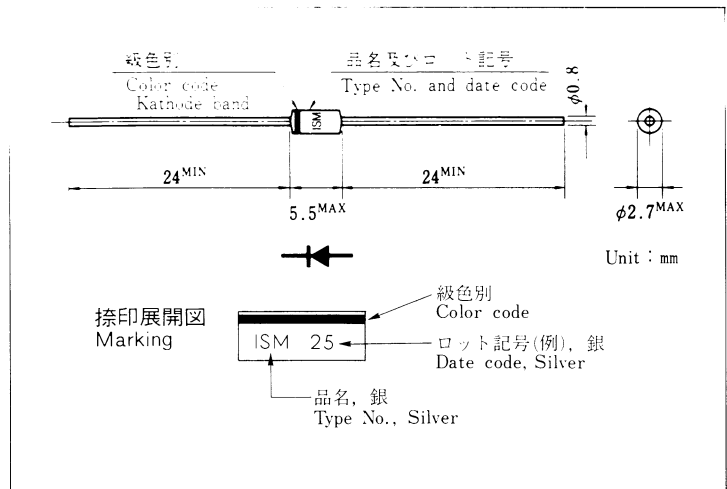 級色別
Color code
Kathode band
品名及びロット記号
Type No. and date code
φ0.8
ISM
24MIN
24MIN
5.5MAX
φ2.7MAX
Unit : mm
捺印展開図
Marking
ISM 25
級色別
Color code
ロット記号(例), 銀
Date code, Silver
品名, 銀
Type No., Silver